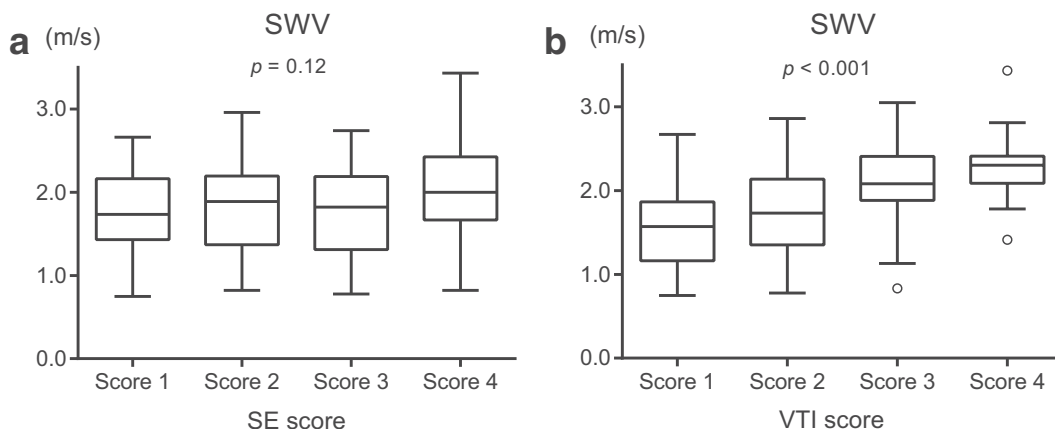 a (m/s) SWV
p = 0.12
3.0
2.0
1.0
0.0
Score 1 Score 2 Score 3 Score 4
SE score
b (m/s) SWV
p < 0.001
3.0
2.0
1.0
0.0
Score 1 Score 2 Score 3 Score 4
VTI score